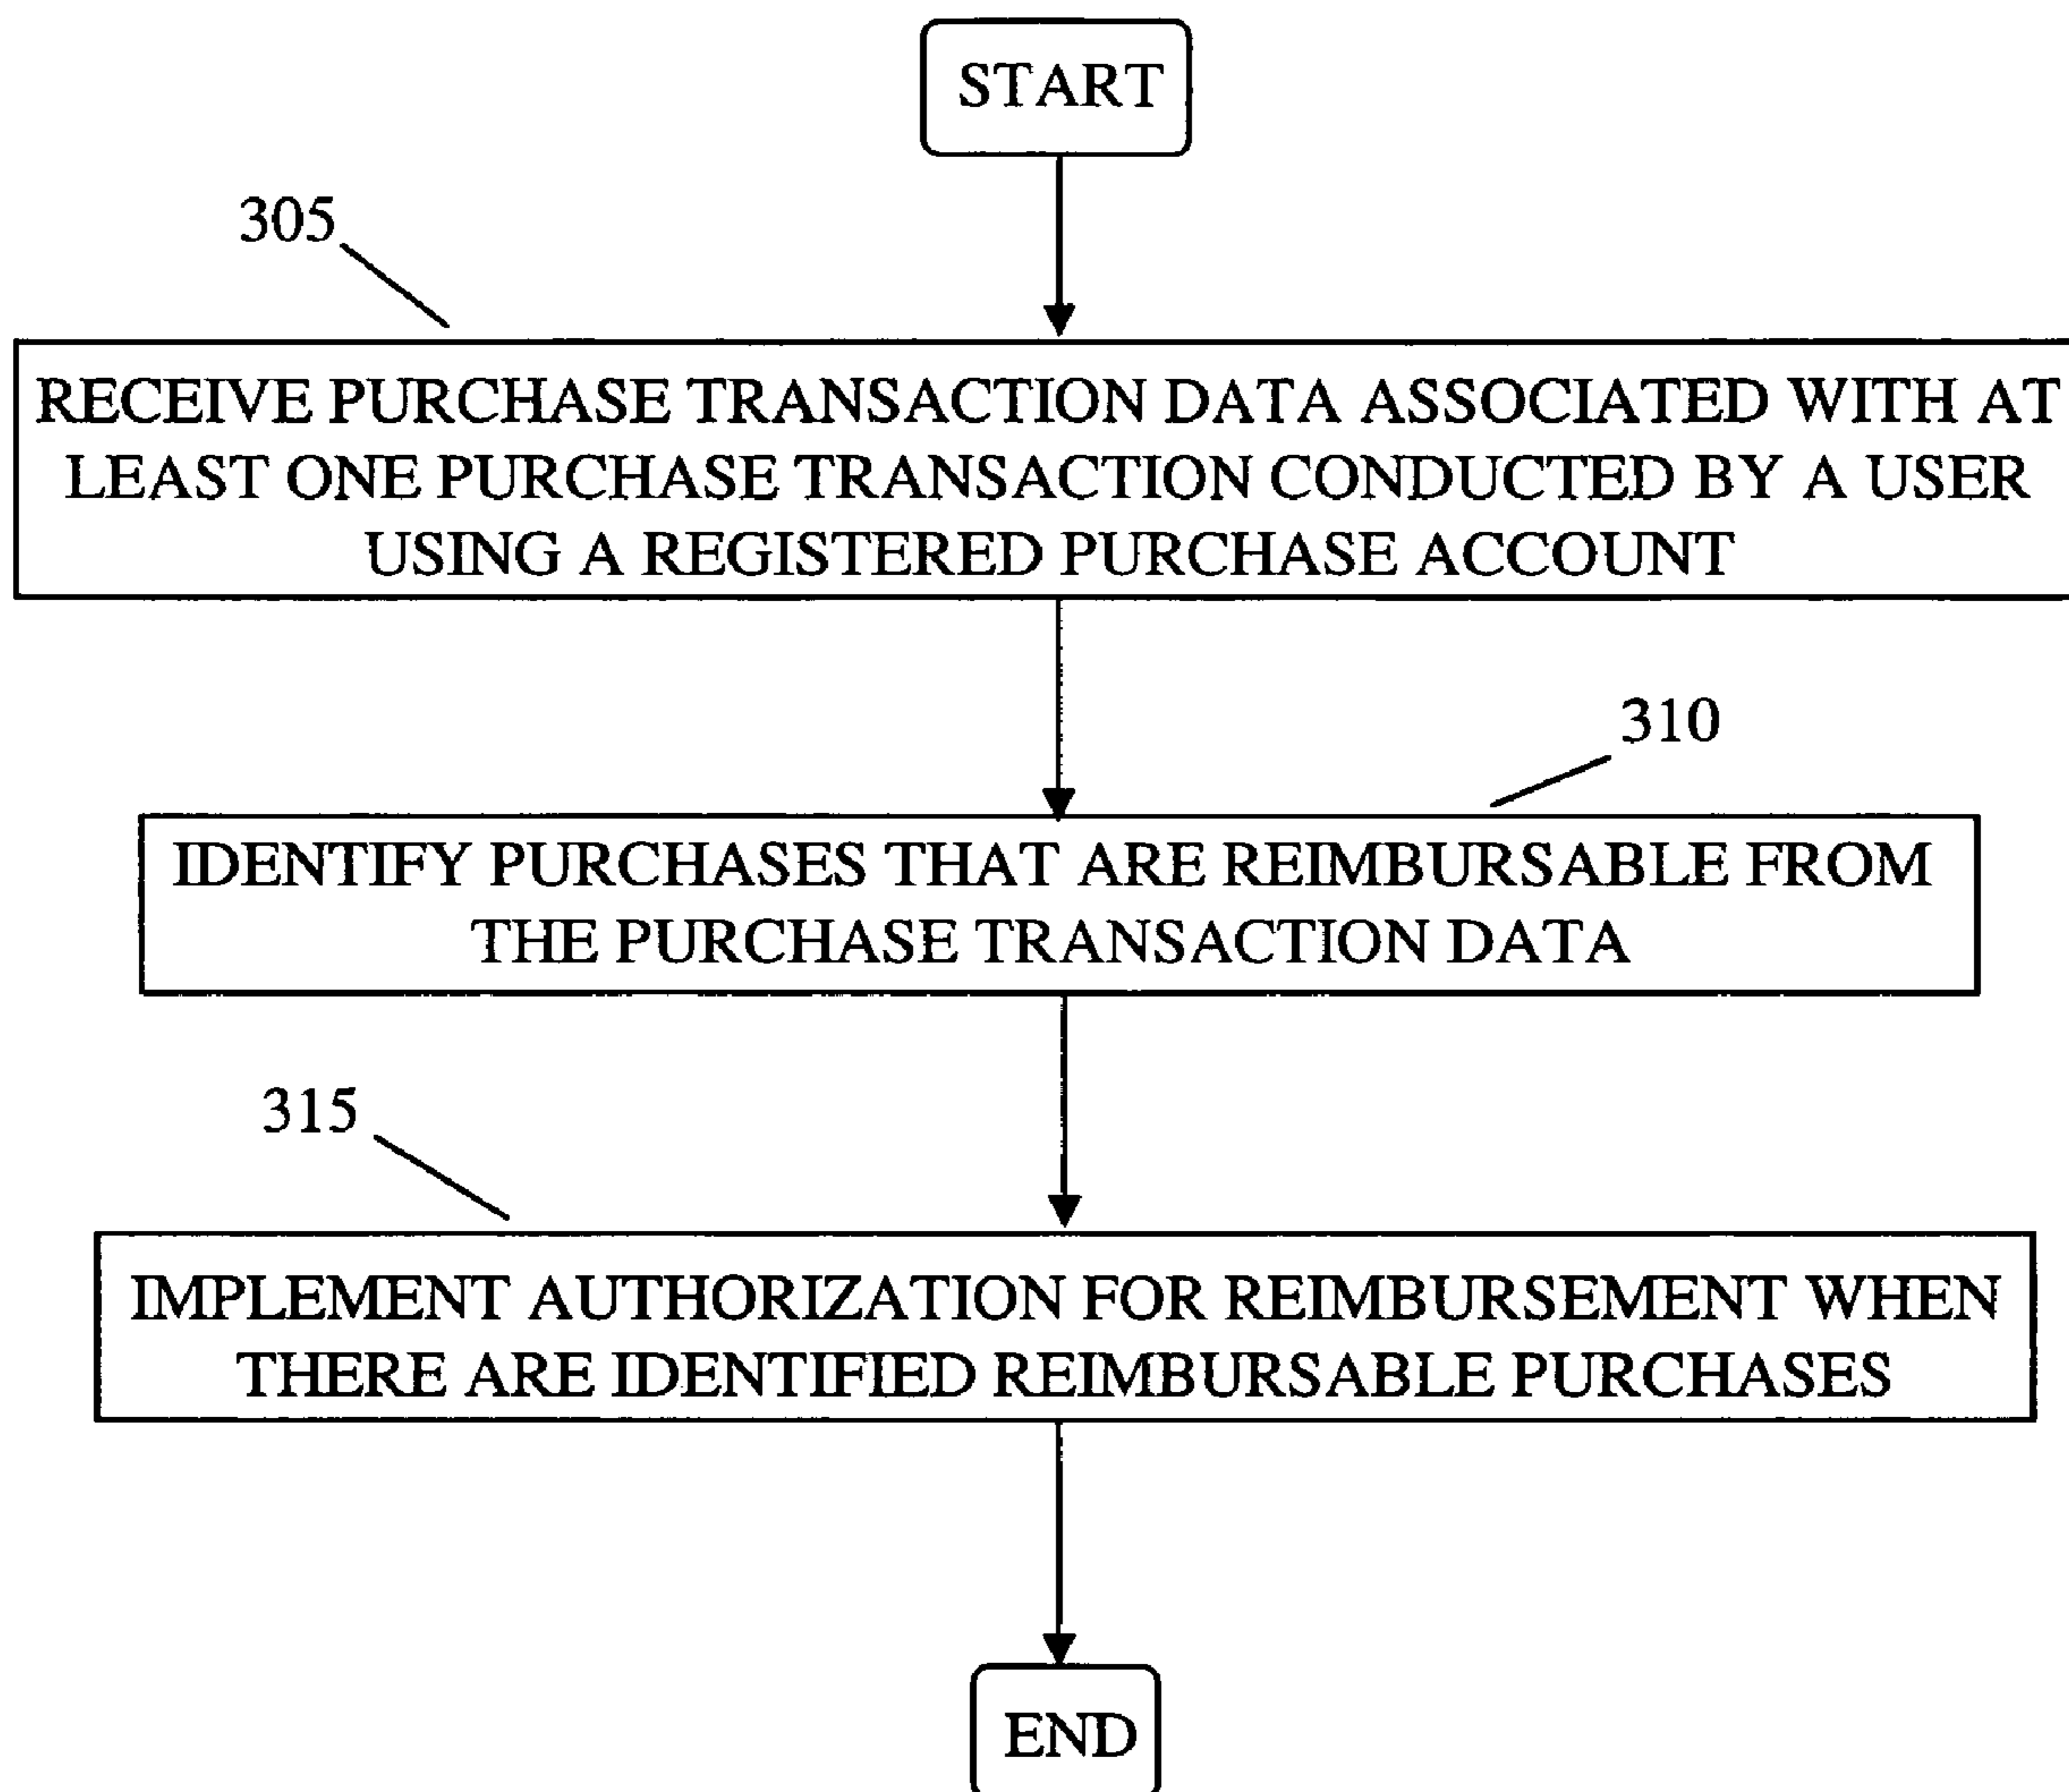 START
305
RECEIVE PURCHASE TRANSACTION DATA ASSOCIATED WITH AT
LEAST ONE PURCHASE TRANSACTION CONDUCTED BY A USER
USING A REGISTERED PURCHASE ACCOUNT
310
IDENTIFY PURCHASES THAT ARE REIMBURSABLE FROM
THE PURCHASE TRANSACTION DATA
315
IMPLEMENT AUTHORIZATION FOR REIMBURSEMENT WHEN
THERE ARE IDENTIFIED REIMBURSABLE PURCHASES
END